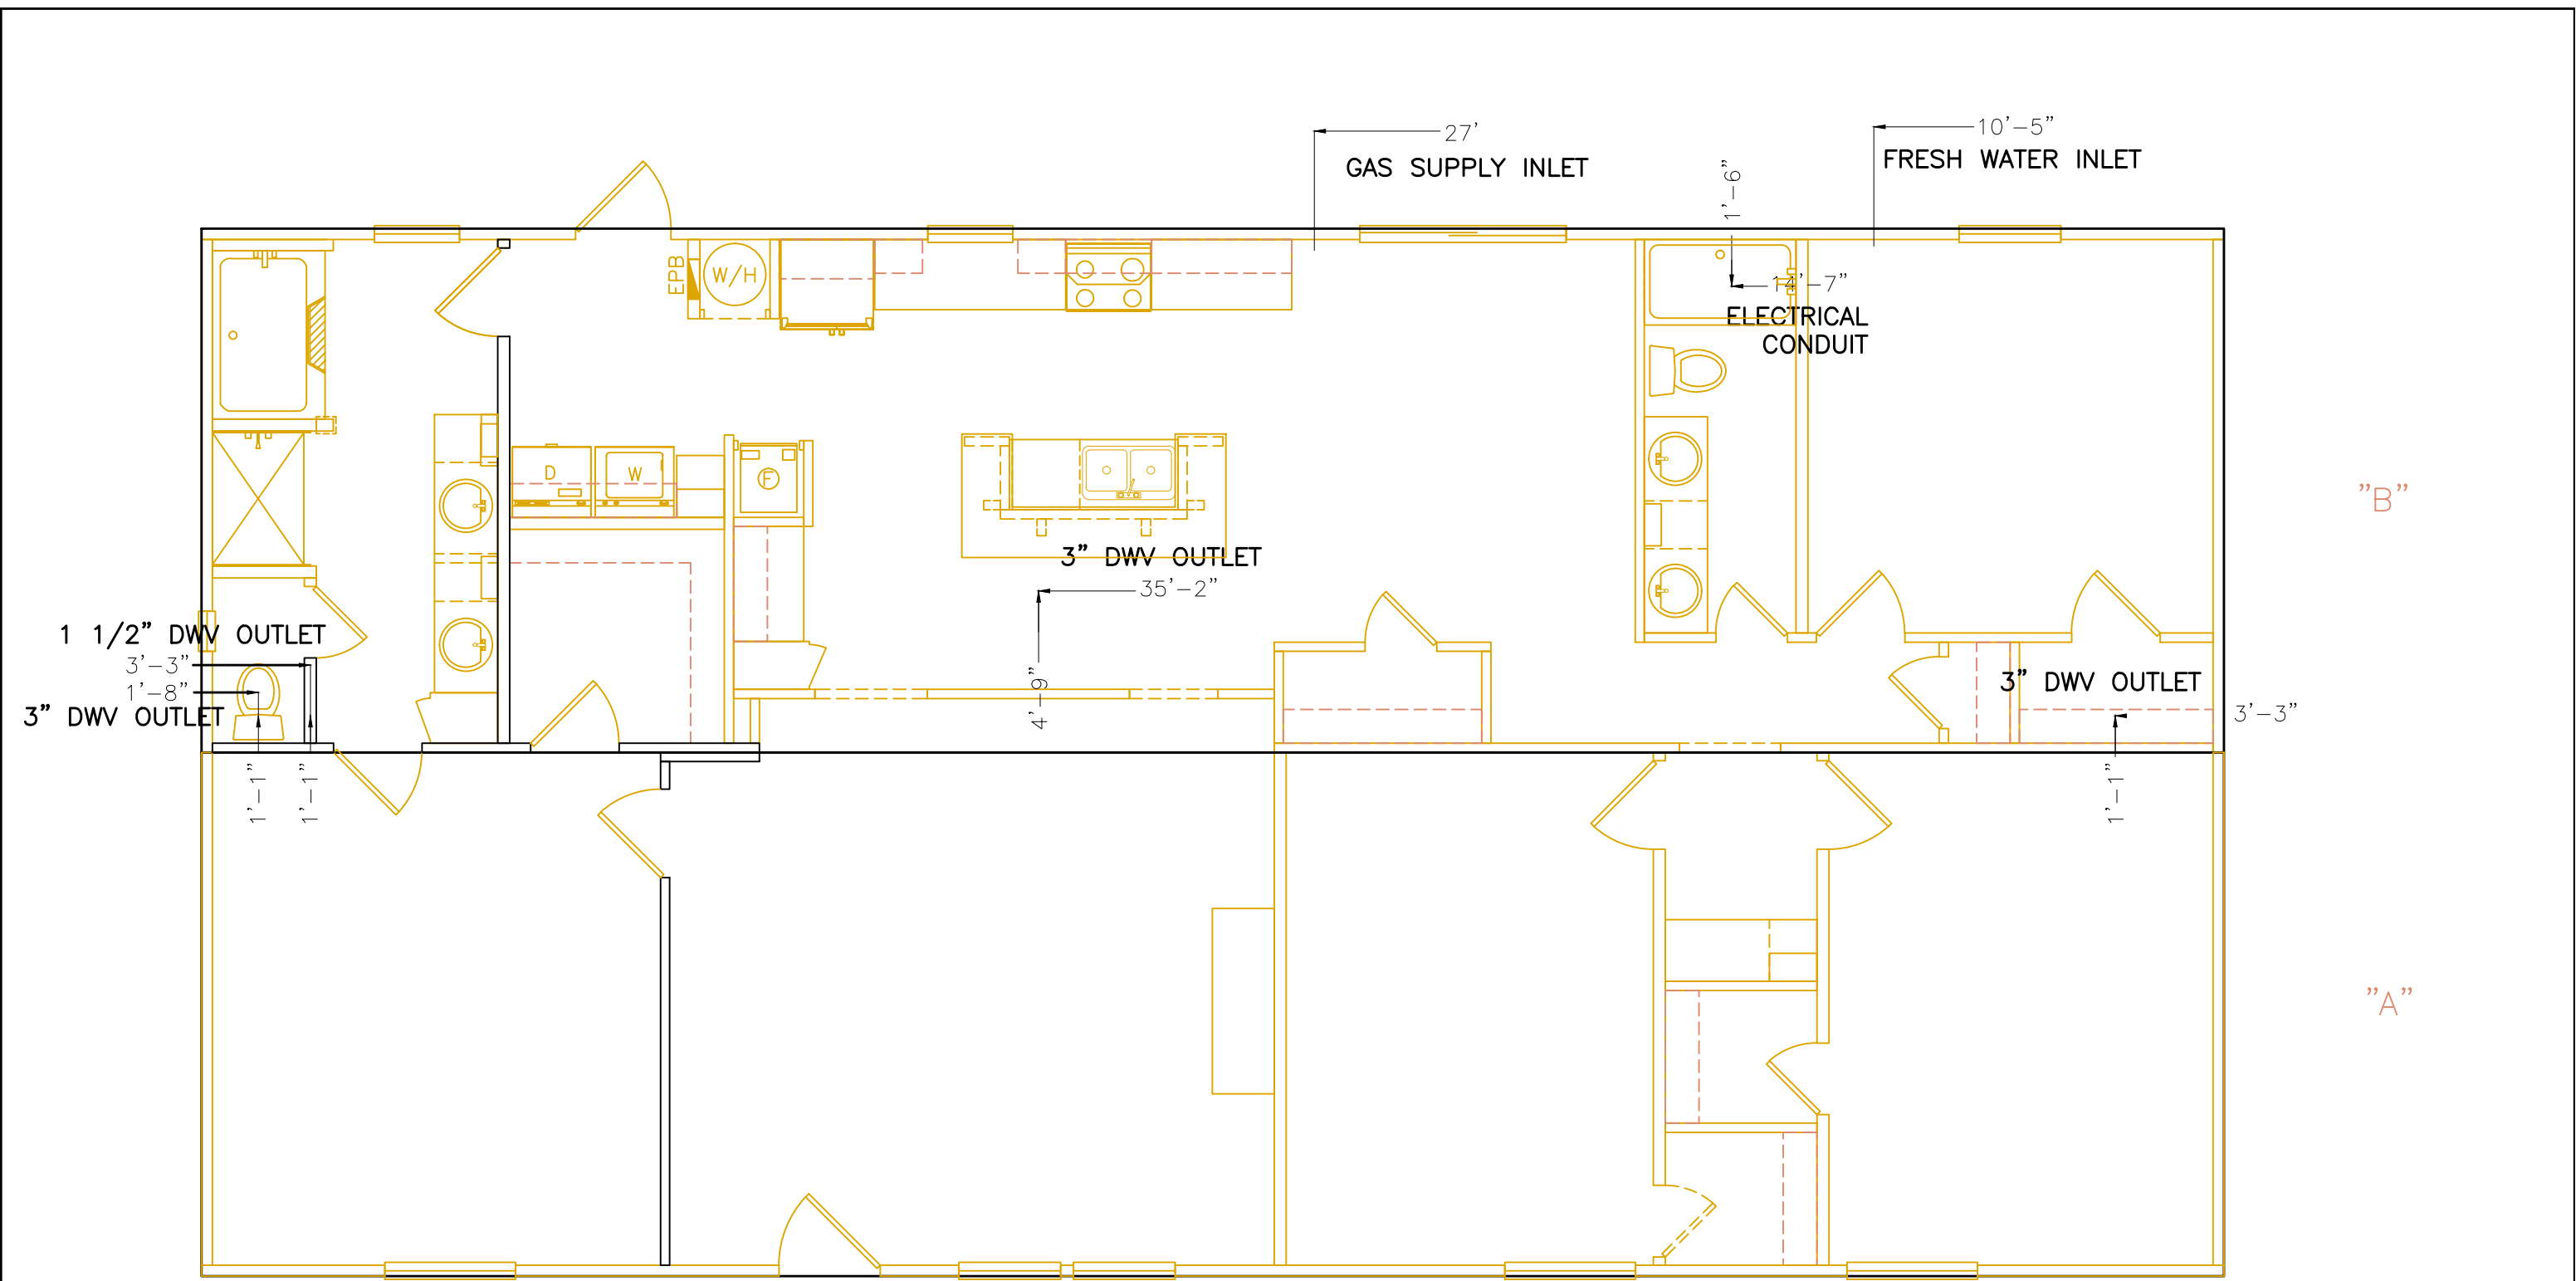 27'
10'-5"
GAS SUPPLY INLET
FRESH WATER INLET
1'-6"
EPB
W/H
14'-7"
ELECTRICAL
CONDUIT
D
W
F
"B"
3" DWV OUTLET
35'-2"
1 1/2" DWV OUTLET
3'-3"
1'-8"
3" DWV OUTLET
4'-9"
3" DWV OUTLET
3'-3"
1'-1"
1'-1"
1'-1"
"A"